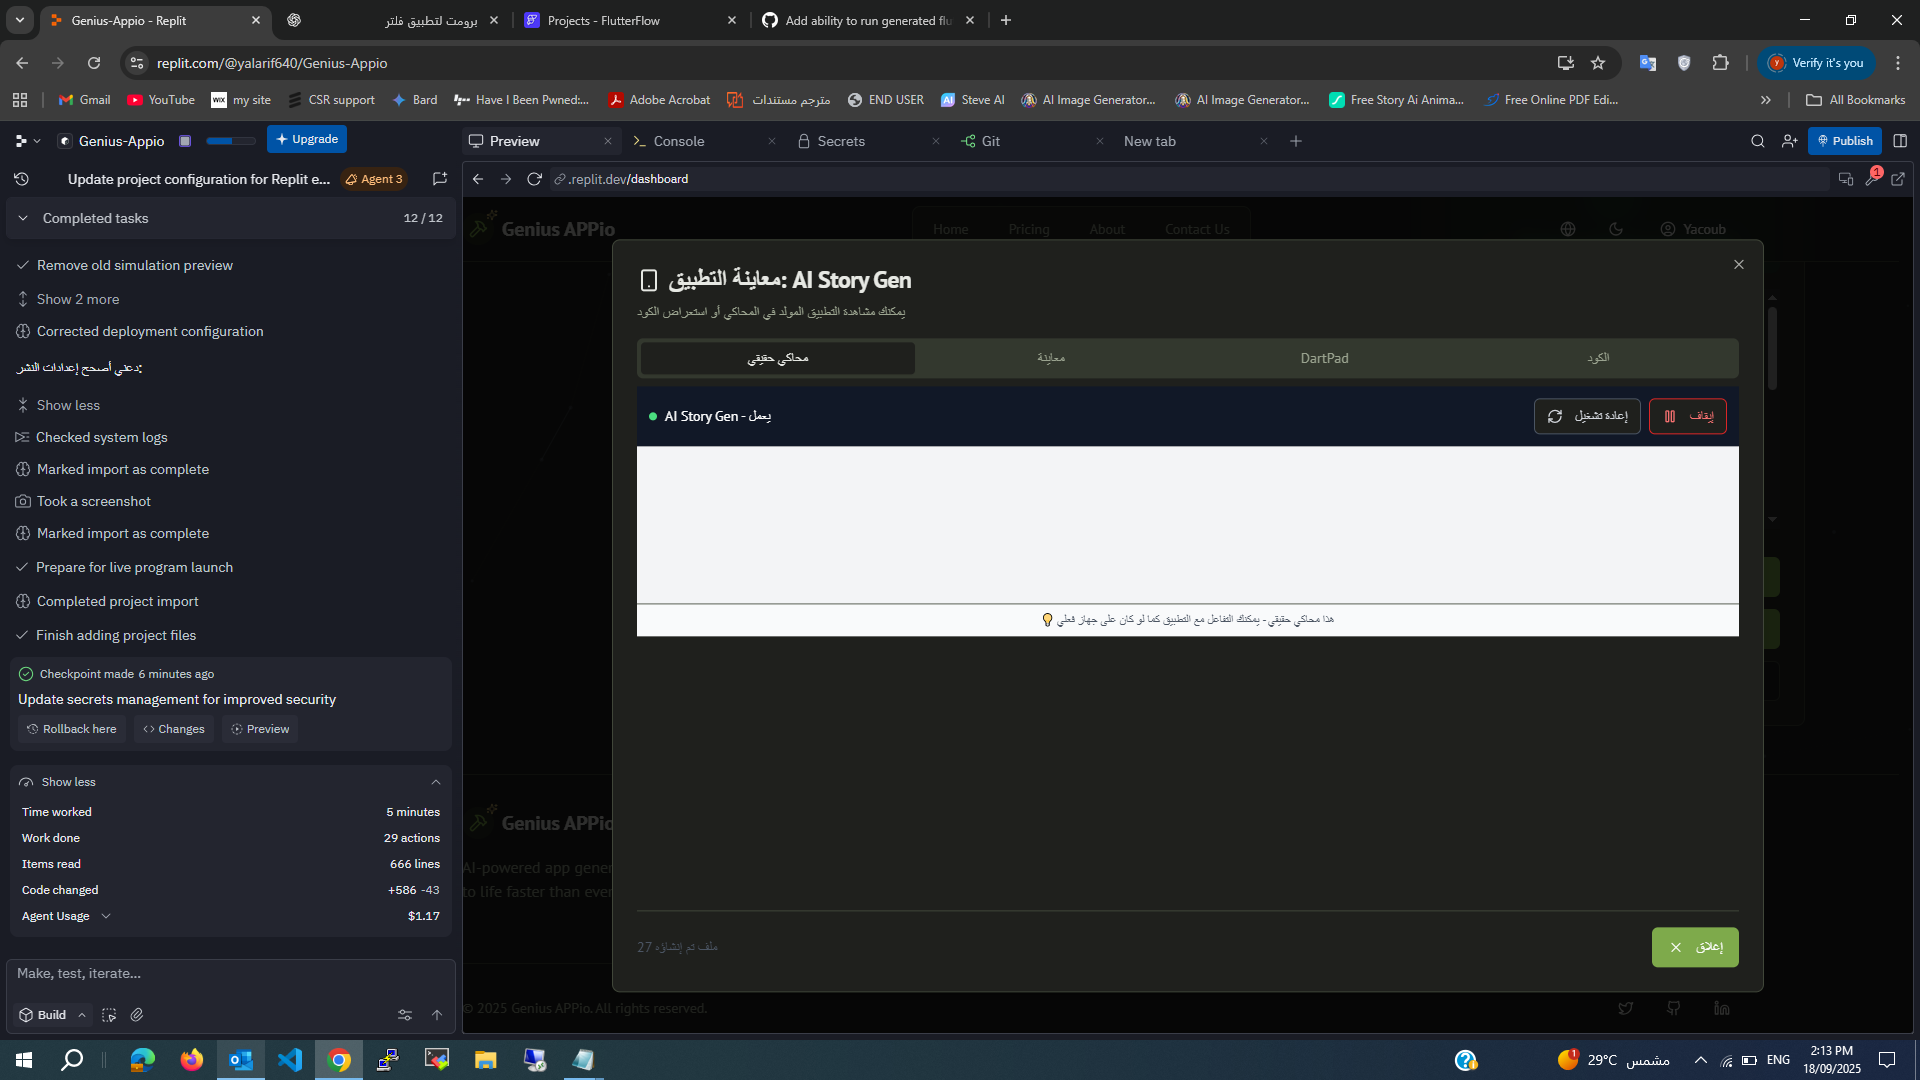 Genius-Appio - Replit
برومت لتطبيق فلتر
Projects - FlutterFlow
Add ability to run generated flu
replit.com/@yalarif640/Genius-Appio
Verify it's you
Gmail
YouTube
WIX my site
CSR support
Bard
Have I Been Pwned:...
Adobe Acrobat
مترجم مستندات
END USER
AI Steve AI
AI Image Generator...
AI Image Generator...
Free Story Ai Anima...
Free Online PDF Edi...
All Bookmarks
Genius-Appio
Upgrade
Preview
Console
Secrets
Git
New tab
Publish
Update project configuration for Replit e...
Agent 3
.replit.dev/dashboard
1
Completed tasks
12 / 12
Remove old simulation preview
Show 2 more
Corrected deployment configuration
دعني أصحح إعدادات النشر:
Show less
Checked system logs
Marked import as complete
Took a screenshot
Marked import as complete
Prepare for live program launch
Completed project import
Finish adding project files
Checkpoint made 6 minutes ago
Update secrets management for improved security
Rollback here
Changes
Preview
Show less
Time worked
5 minutes
Work done
29 actions
Items read
666 lines
Code changed
+586 -43
Agent Usage
$1.17
Make, test, iterate...
Build
Genius APPio
Home
Pricing
About
Contact Us
Yacoub
معاينة التطبيق: AI Story Gen
يمكنك مشاهدة التطبيق المولد في المحاكي أو استعراض الكود
محاكي حقيقي
معاينة
DartPad
الكود
AI Story Gen - يعمل
إعادة تشغيل
إيقاف
💡 هذا محاكي حقيقي - يمكنك التفاعل مع التطبيق كما لو كان على جهاز فعلي
27 ملف تم إنشاؤه
إغلاق
Genius APPio
AI-powered app gener
to life faster than ever
© 2025 Genius APPio. All rights reserved.
1
29°C مشمس
ENG
2:13 PM
18/09/2025